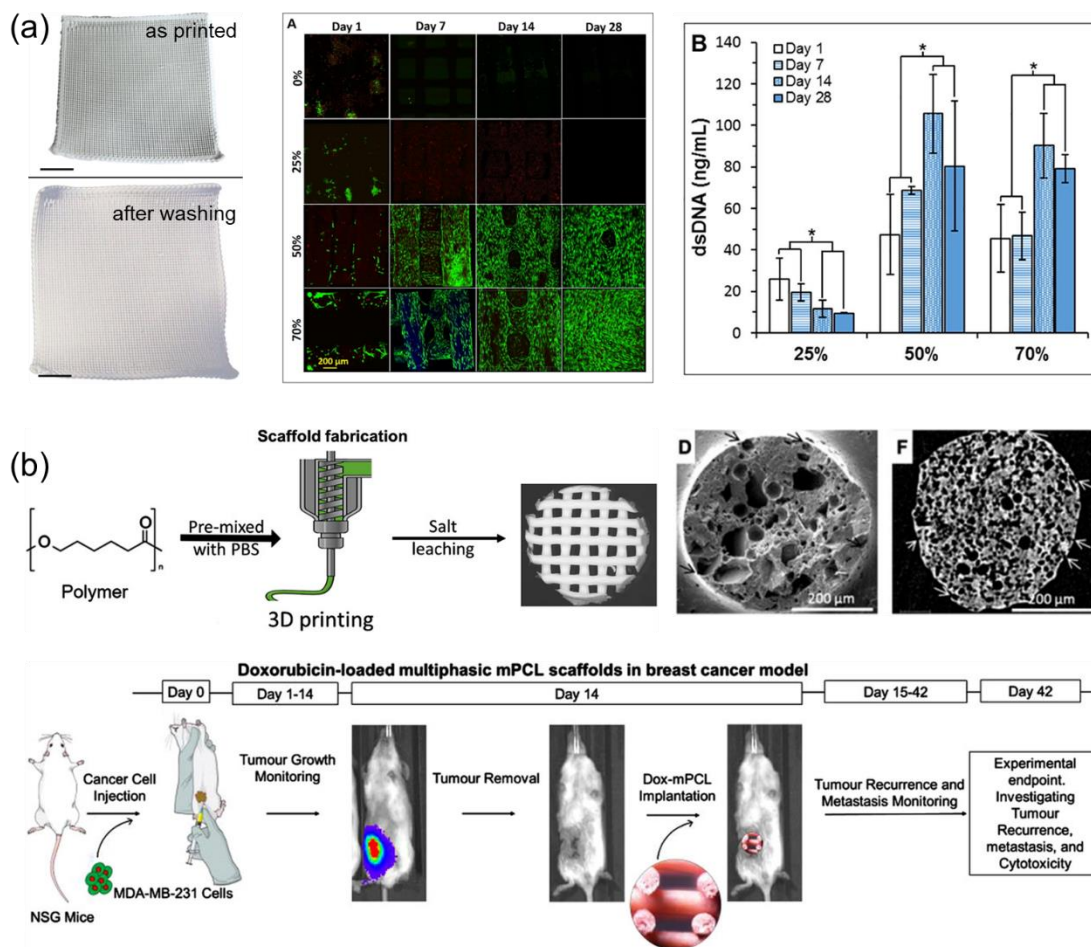 (a)
as printed
after washing
A
Day 1
Day 7
Day 14
Day 28
0%
25%
50%
70%
200 µm
B
140
120
100
80
60
40
20
0
dsDNA (ng/mL)
Day 1
Day 7
Day 14
Day 28
*
*
*
25%
50%
70%
(b)
O
O
n
Polymer
Pre-mixed
with PBS
Scaffold fabrication
3D printing
Salt
leaching
D
200 µm
F
200 µm
Doxorubicin-loaded multiphasic mPCL scaffolds in breast cancer model
Day 0
Day 1-14
Day 14
Day 15-42
Day 42
NSG Mice
Cancer Cell
Injection
MDA-MB-231 Cells
Tumour Growth
Monitoring
Tumour Removal
Dox-mPCL
Implantation
Tumour Recurrence and
Metastasis Monitoring
Experimental
endpoint.
Investigating
Tumour
Recurrence,
metastasis, and
Cytotoxicity